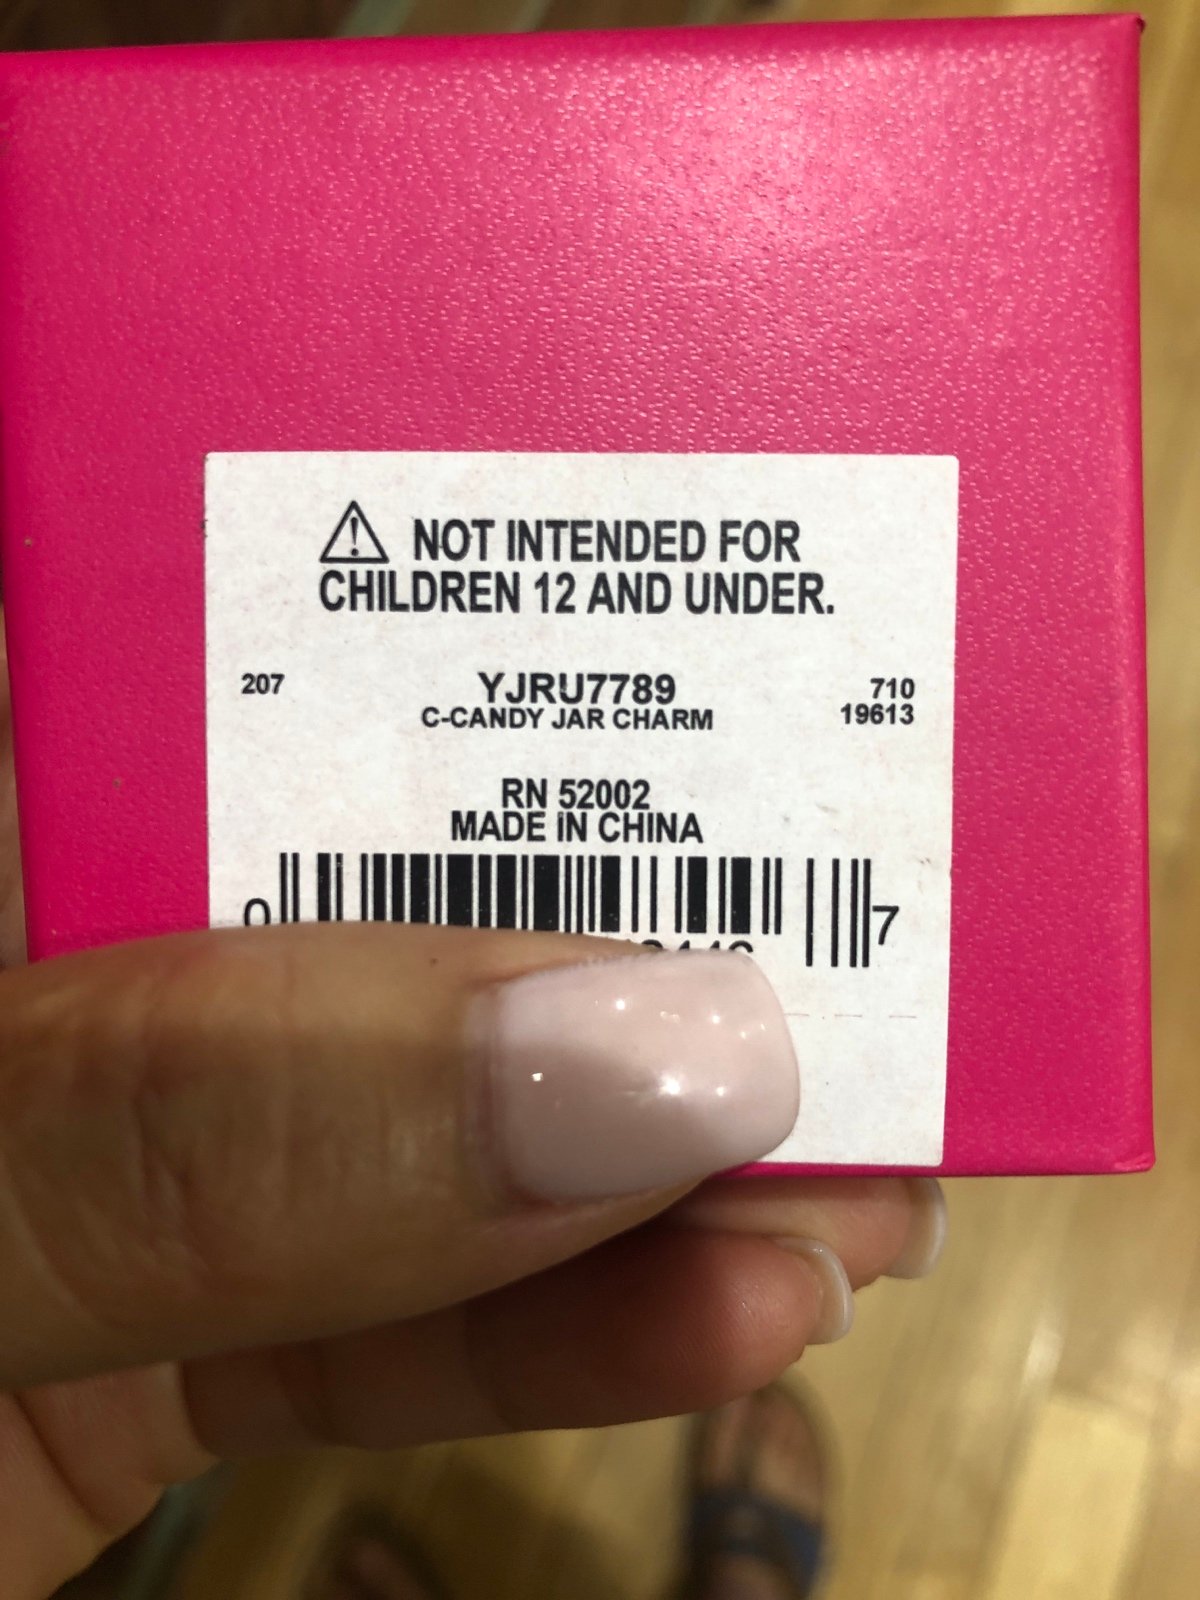 NOT INTENDED FOR
CHILDREN 12 AND UNDER.
207
YJRU7789
C-CANDY JAR CHARM
710
19613
RN 52002
MADE IN CHINA
0
7